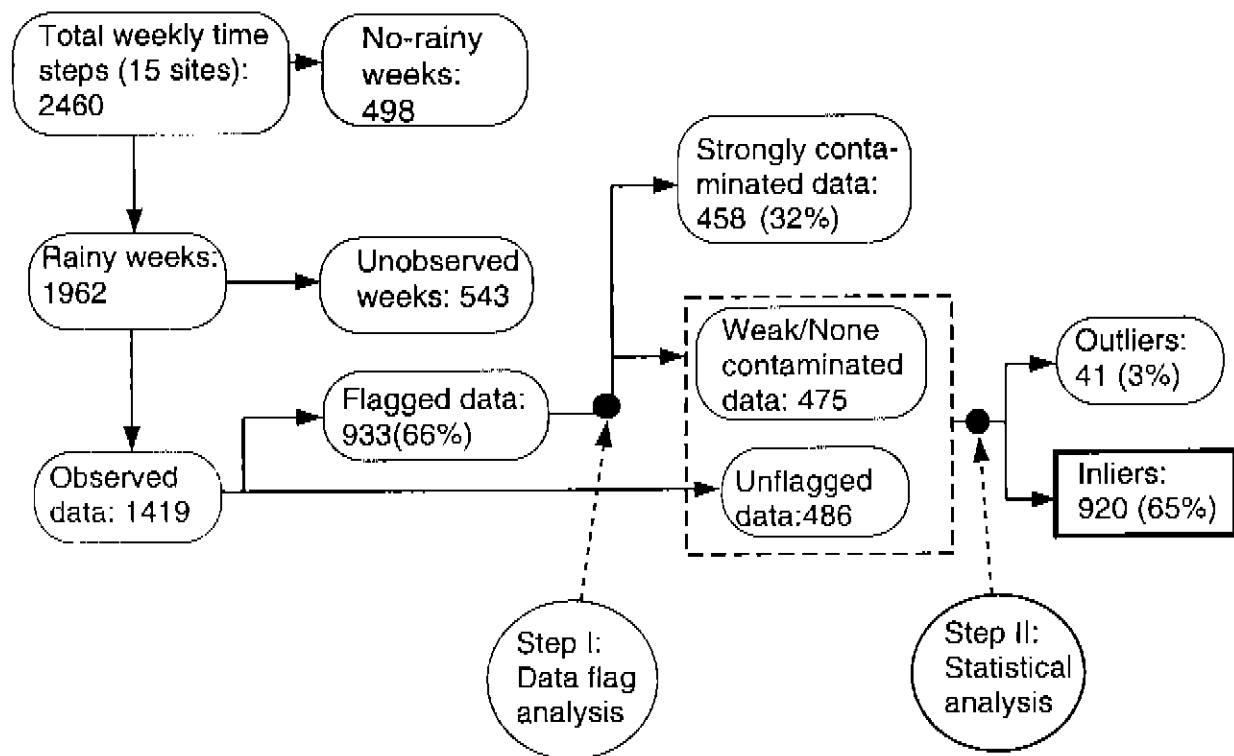 Total weekly time
steps (15 sites):
2460
No-rainy
weeks:
498
Strongly conta-
minated data:
458 (32%)
Rainy weeks:
1962
Unobserved
weeks: 543
Weak/None
contaminated
data: 475
Outliers:
41 (3%)
Flagged data:
933(66%)
Observed
data: 1419
Unflagged
data:486
Inliers:
920 (65%)
Step I:
Data flag
analysis
Step II:
Statistical
analysis